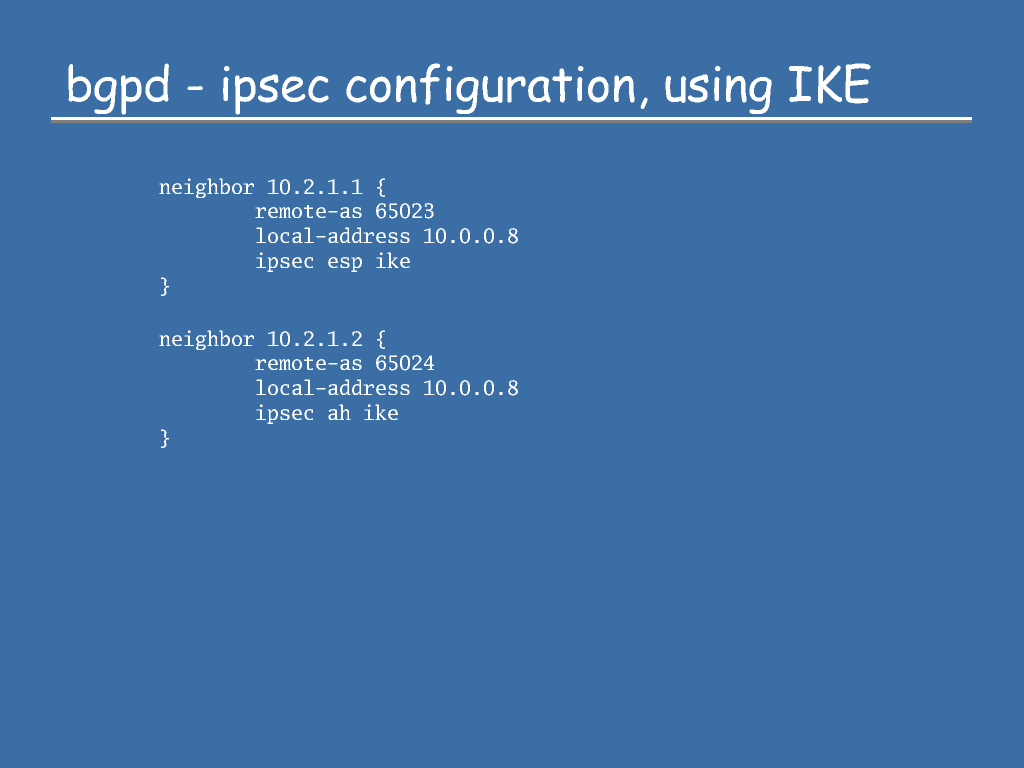 bgpd - ipsec configuration, using IKE
neighbor 10.2.1.1 {
remote-as 65023
local-address 10.0.0.8
ipsec esp ike
}
neighbor 10.2.1.2 {
remote-as 65024
local-address 10.0.0.8
ipsec ah ike
}